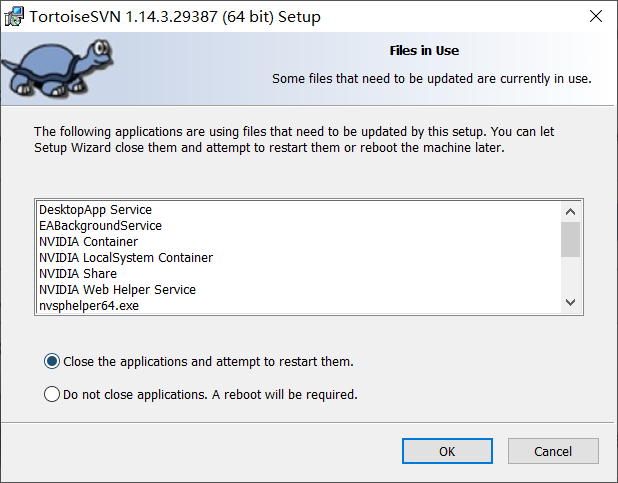 TortoiseSVN 1.14.3.29387 (64 bit) Setup
Files in Use
Some files that need to be updated are currently in use.
The following applications are using files that need to be updated by this setup. You can let
Setup Wizard close them and attempt to restart them or reboot the machine later.
DesktopApp Service
EABackgroundService
NVIDIA Container
NVIDIA LocalSystem Container
NVIDIA Share
NVIDIA Web Helper Service
nvsphelper64.exe
Close the applications and attempt to restart them.
Do not close applications. A reboot will be required.
OK
Cancel